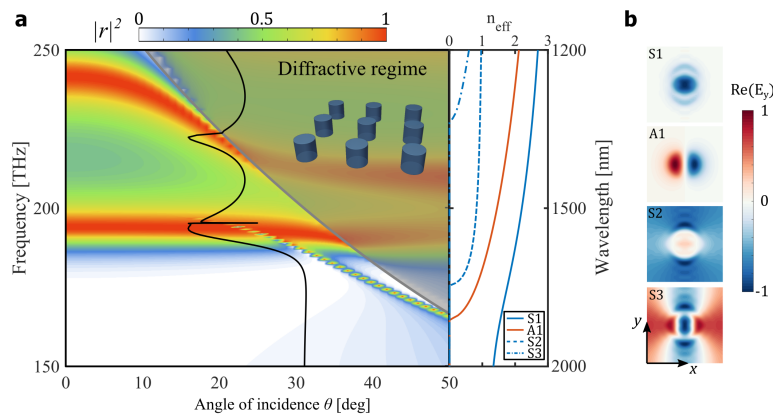 a
|r|²
0
0.5
1
n_eff
0 1 2 3
b
250
200
150
Frequency [THz]
Diffractive regime
0 10 20 30 40 50
Angle of incidence θ [deg]
S1
A1
S2
S3
1200
1500
2000
Wavelength [nm]
S1
A1
S2
S3
y
x
Re(E_y)
1
0
-1